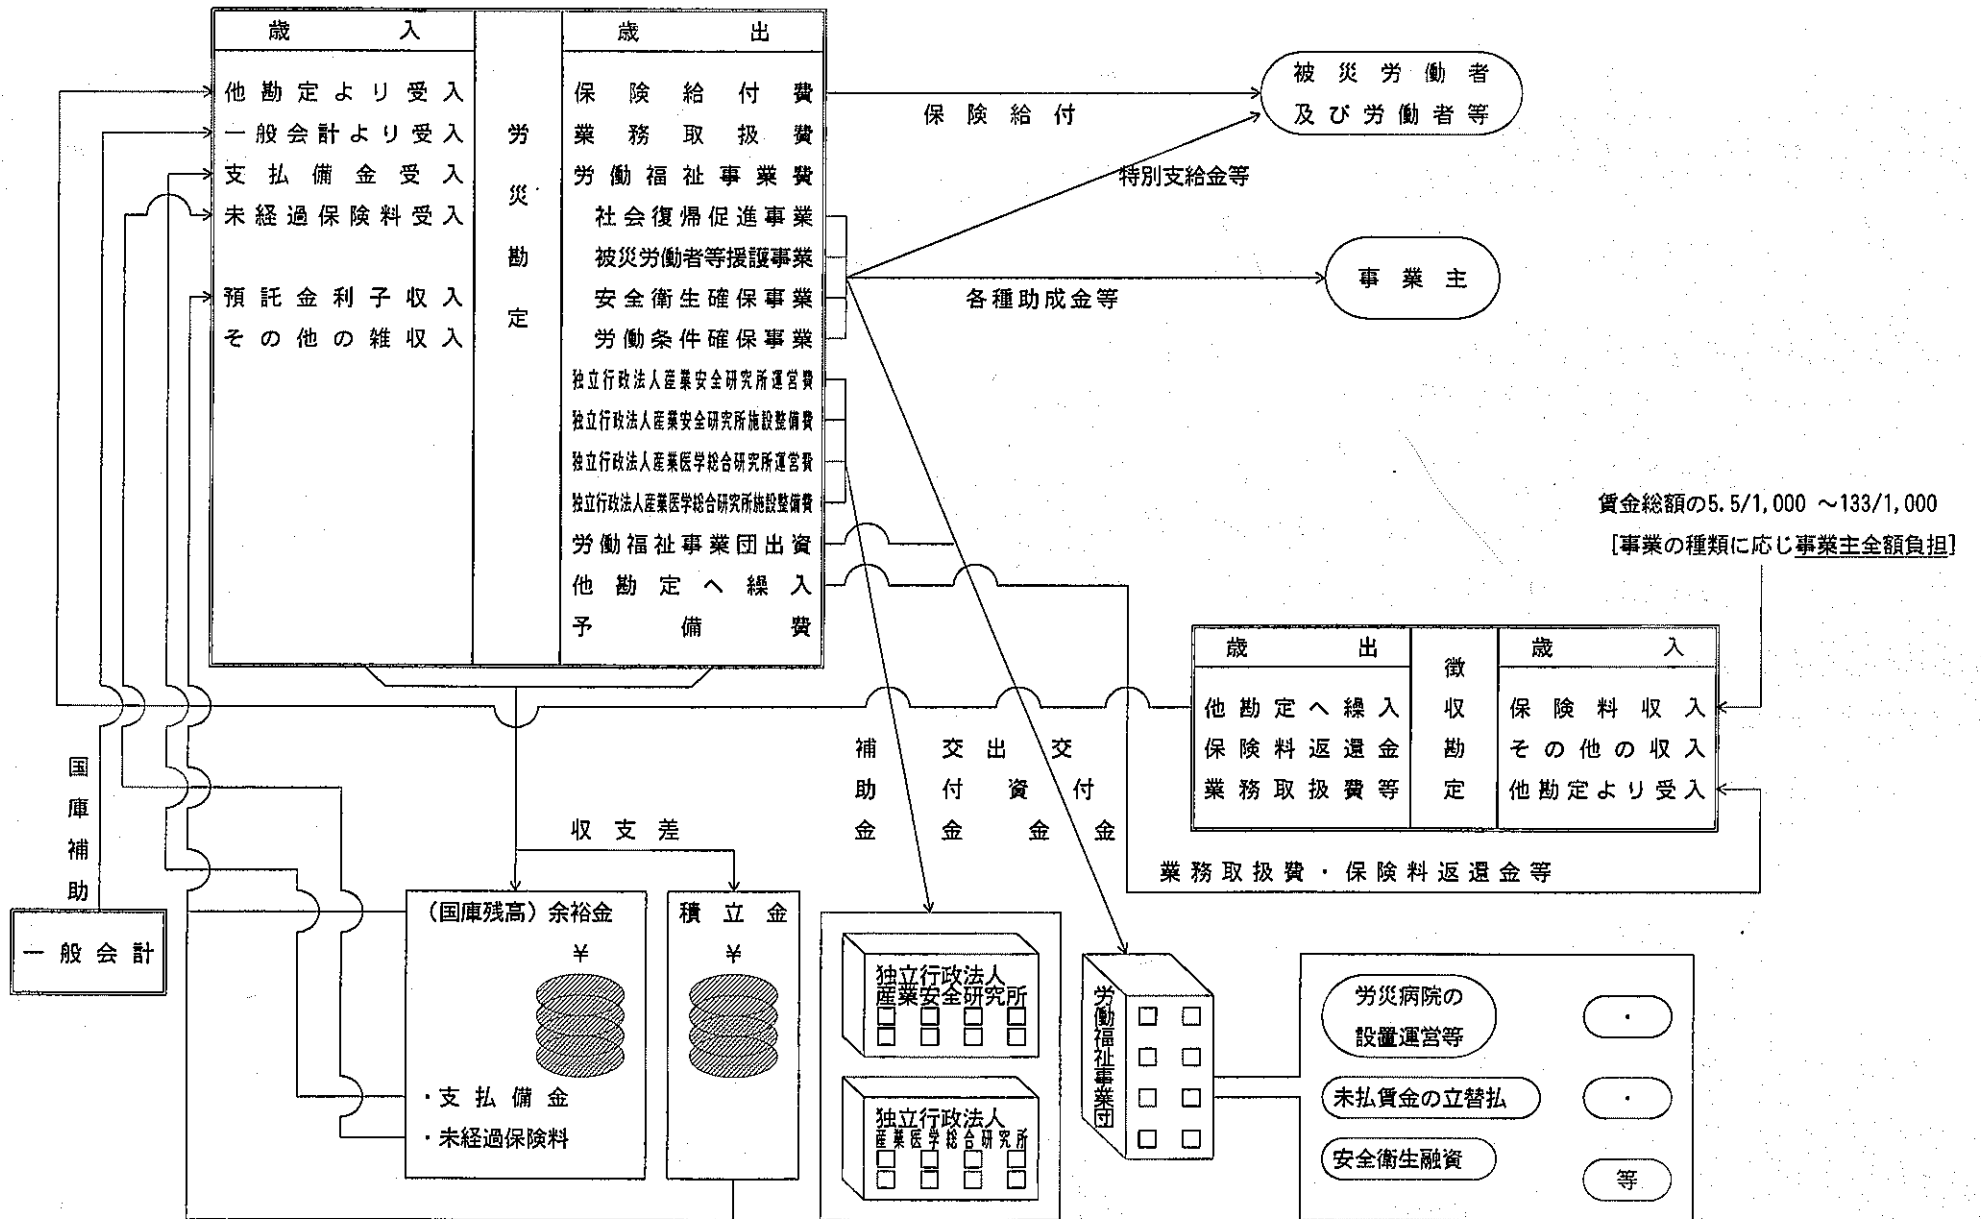 歳入
歳出
労災勘定
他勘定より受入
一般会計より受入
支払備金受入
未経過保険料受入
預託金利子収入
その他の雑収入
保険給付費
業務取扱費
労働福祉事業費
社会復帰促進事業
被災労働者等援護事業
安全衛生確保事業
労働条件確保事業
独立行政法人産業安全研究所運営費
独立行政法人産業安全研究所施設整備費
独立行政法人産業医学総合研究所運営費
独立行政法人産業医学総合研究所施設整備費
労働福祉事業団出資
他勘定へ繰入
予備費
保険給付
特別支給金等
各種助成金等
被災労働者
及び労働者等
事業主
賃金総額の5.5/1,000 ~133/1,000
[事業の種類に応じ事業主全額負担]
歳出
徴収勘定
歳入
他勘定へ繰入
保険料返還金
業務取扱費等
保険料収入
その他の収入
他勘定より受入
業務取扱費・保険料返還金等
国庫補助
一般会計
収支差
補助金
交付金
出資金
交付金
(国庫残高)余裕金
¥
・支払備金
・未経過保険料
積立金
¥
独立行政法人
産業安全研究所
独立行政法人
産業医学総合研究所
労働福祉事業団
労災病院の
設置運営等
未払賃金の立替払
安全衛生融資
・
・
等